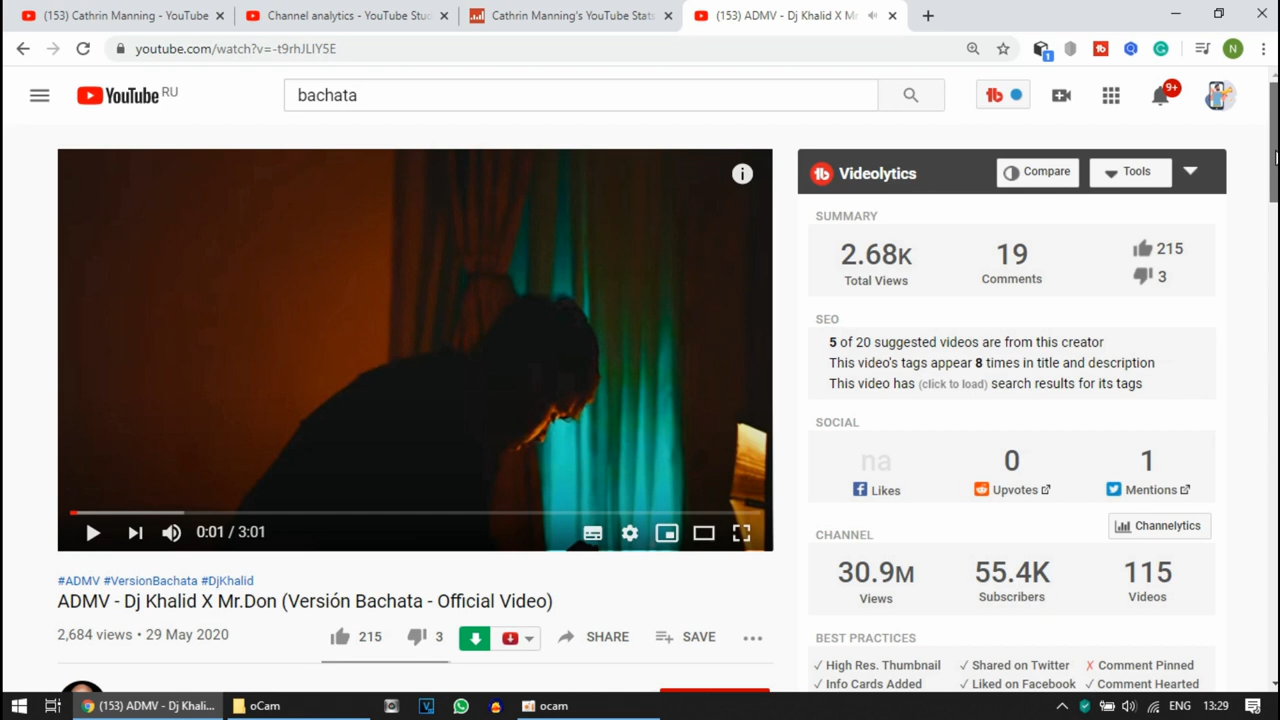 (153) Cathrin Manning - YouTube
Channel analytics - YouTube Stud
Cathrin Manning's YouTube Stats
(153) ADMV - Dj Khalid X Mr
youtube.com/watch?v=-t9rhJLIY5E
1
N
YouTube RU
bachata
9+
Videolytics
Compare
Tools
SUMMARY
2.68K
19
215
Total Views
Comments
3
SEO
5 of 20 suggested videos are from this creator
This video's tags appear 8 times in title and description
This video has (click to load) search results for its tags
SOCIAL
na
0
1
Likes
Upvotes
Mentions
Channelytics
CHANNEL
30.9M
55.4K
115
Views
Subscribers
Videos
BEST PRACTICES
✓ High Res. Thumbnail
✓ Shared on Twitter
✗ Comment Pinned
✓ Info Cards Added
✓ Liked on Facebook
✓ Comment Hearted
0:01 / 3:01
#ADMV #VersionBachata #DjKhalid
ADMV - Dj Khalid X Mr.Don (Versión Bachata - Official Video)
2,684 views • 29 May 2020
215
3
SHARE
SAVE
(153) ADMV - Dj Khali...
oCam
ocam
ENG
13:29